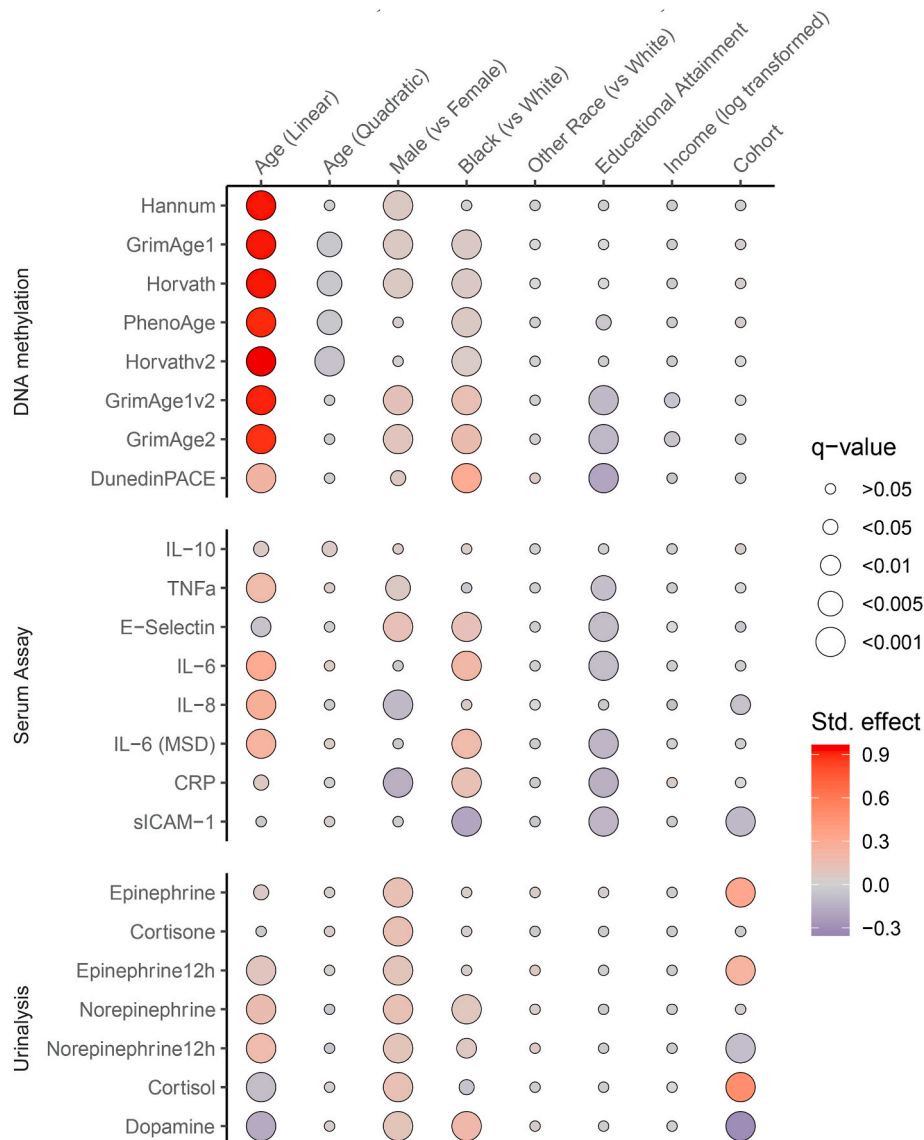 Age (Linear)
Age (Quadratic)
Male (vs Female)
Black (vs White)
Other Race (vs White)
Educational Attainment
Income (log transformed)
Cohort
DNA methylation
Hannum
GrimAge1
Horvath
PhenoAge
Horvathv2
GrimAge1v2
GrimAge2
DunedinPACE
Serum Assay
IL−10
TNFa
E−Selectin
IL−6
IL−8
IL−6 (MSD)
CRP
sICAM−1
Urinalysis
Epinephrine
Cortisone
Epinephrine12h
Norepinephrine
Norepinephrine12h
Cortisol
Dopamine
q−value
>0.05
<0.05
<0.01
<0.005
<0.001
Std. effect
0.9
0.6
0.3
0.0
−0.3